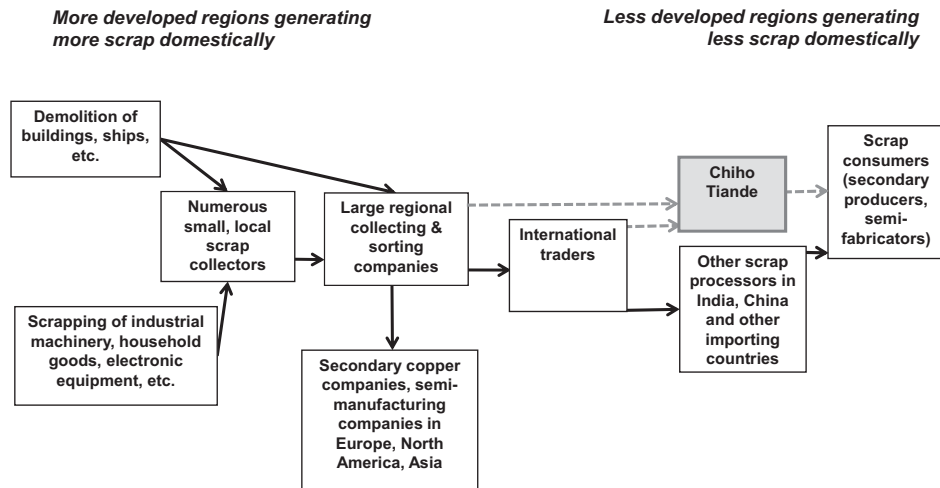 More developed regions generating
more scrap domestically
Less developed regions generating
less scrap domestically
Demolition of
buildings, ships,
etc.
Numerous
small, local
scrap
collectors
Scrapping of industrial
machinery, household
goods, electronic
equipment, etc.
Large regional
collecting &
sorting
companies
Secondary copper
companies, semi-
manufacturing
companies in
Europe, North
America, Asia
International
traders
Chiho
Tiande
Other scrap
processors in
India, China
and other
importing
countries
Scrap
consumers
(secondary
producers,
semi-
fabricators)